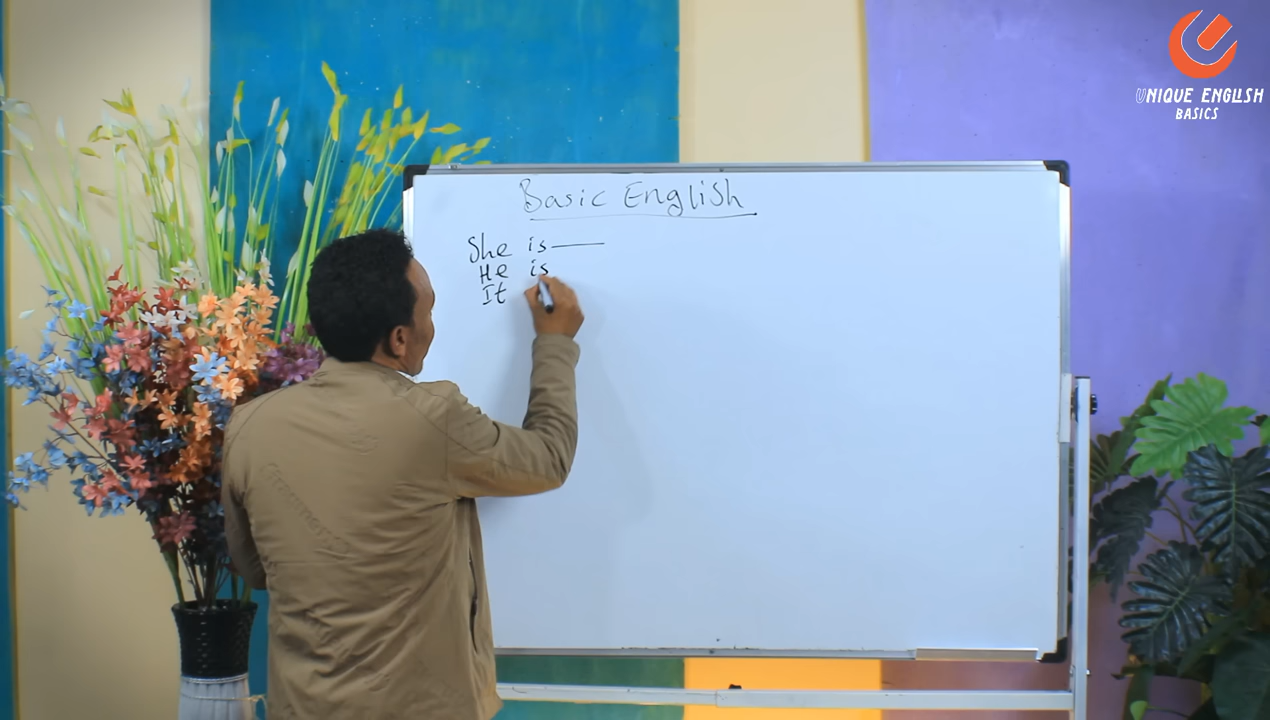 UNIQUE ENGLISH
BASICS
Basic English
She is
He is
It